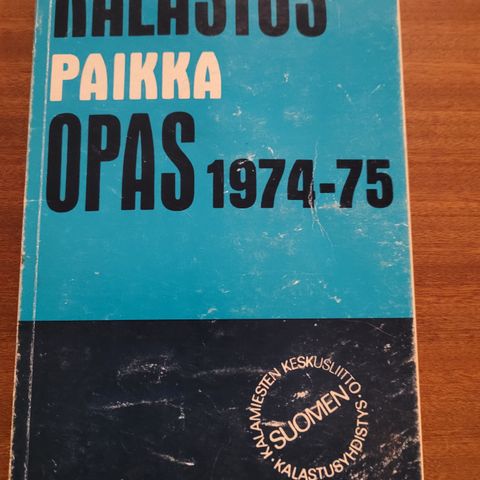 KALASTUS
PAIKKA
OPAS 1974-75
KALAMIESTEN KESKUSLIITTO ·
SUOMEN
KALASTUSYHDISTYS ·